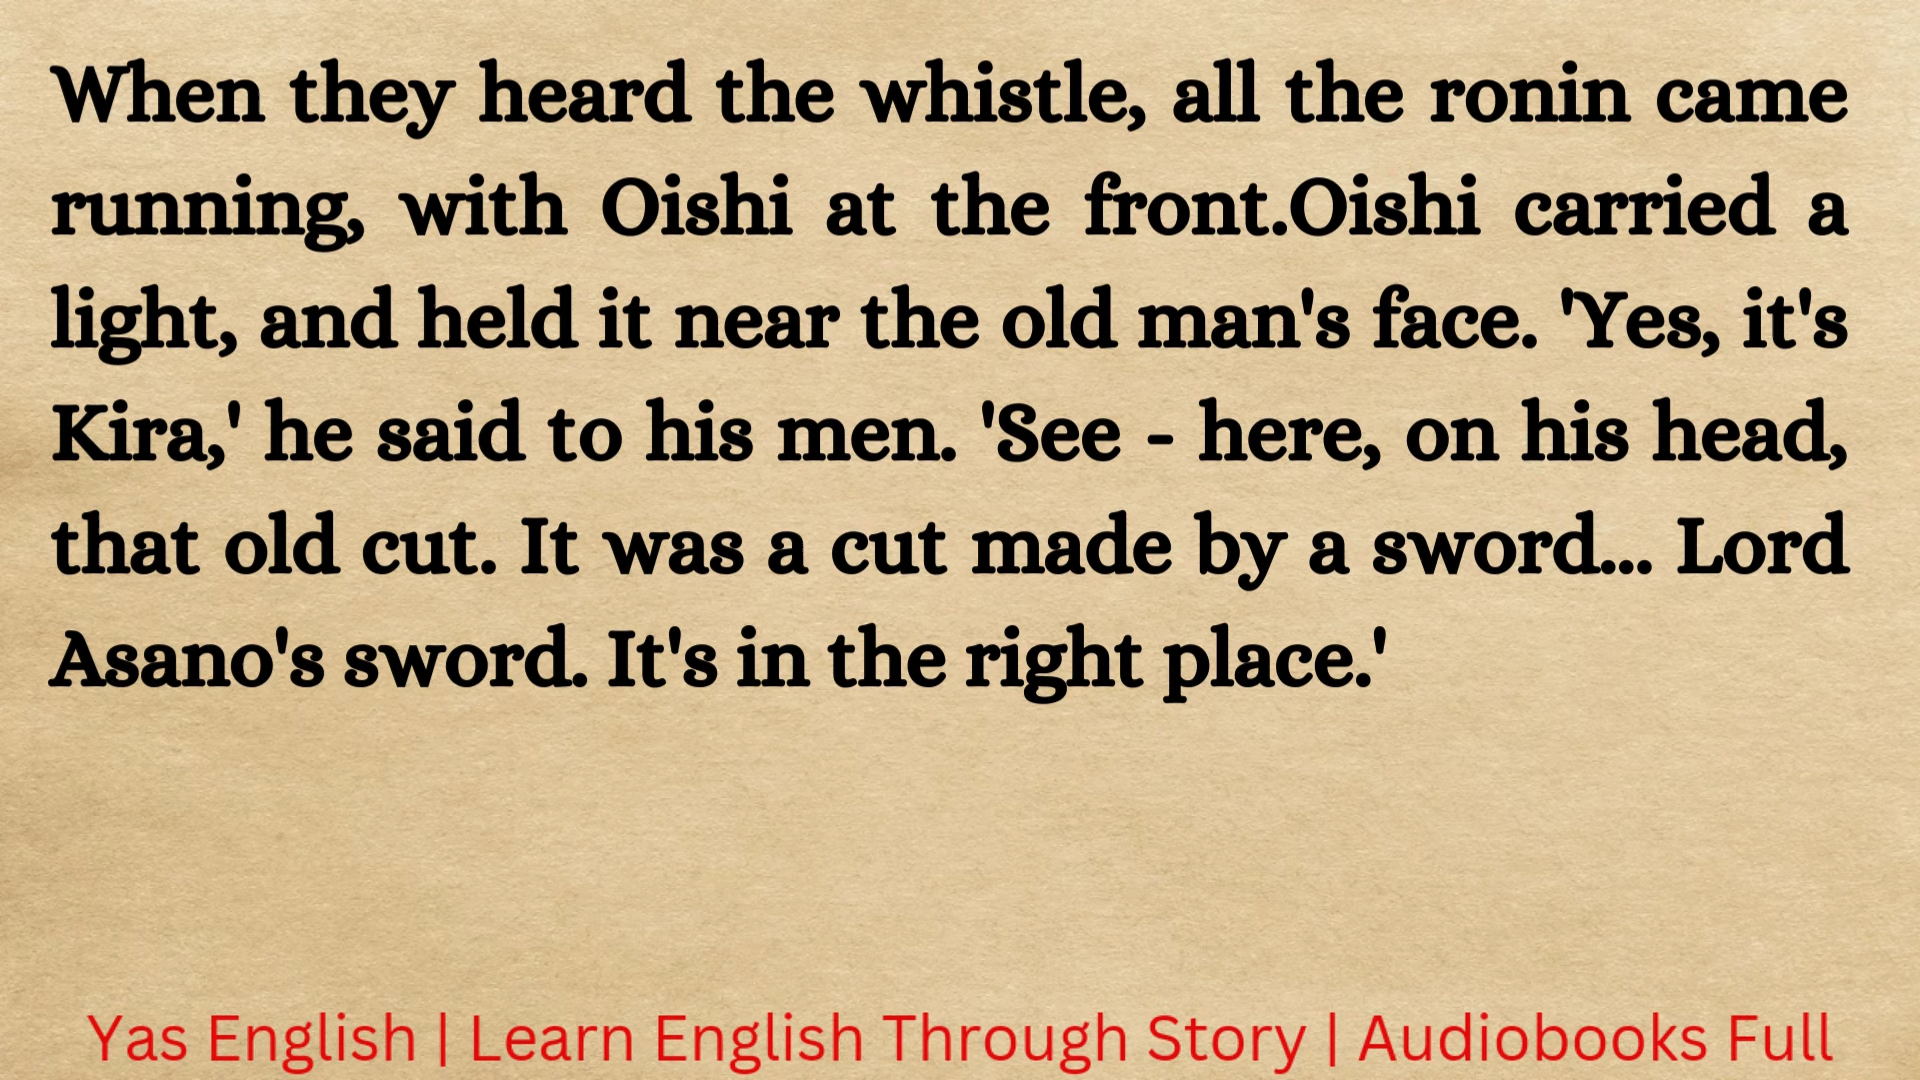 When they heard the whistle, all the ronin came
running, with Oishi at the front.Oishi carried a
light, and held it near the old man's face. 'Yes, it's
Kira,' he said to his men. 'See - here, on his head,
that old cut. It was a cut made by a sword... Lord
Asano's sword. It's in the right place.'
Yas English | Learn English Through Story | Audiobooks Full